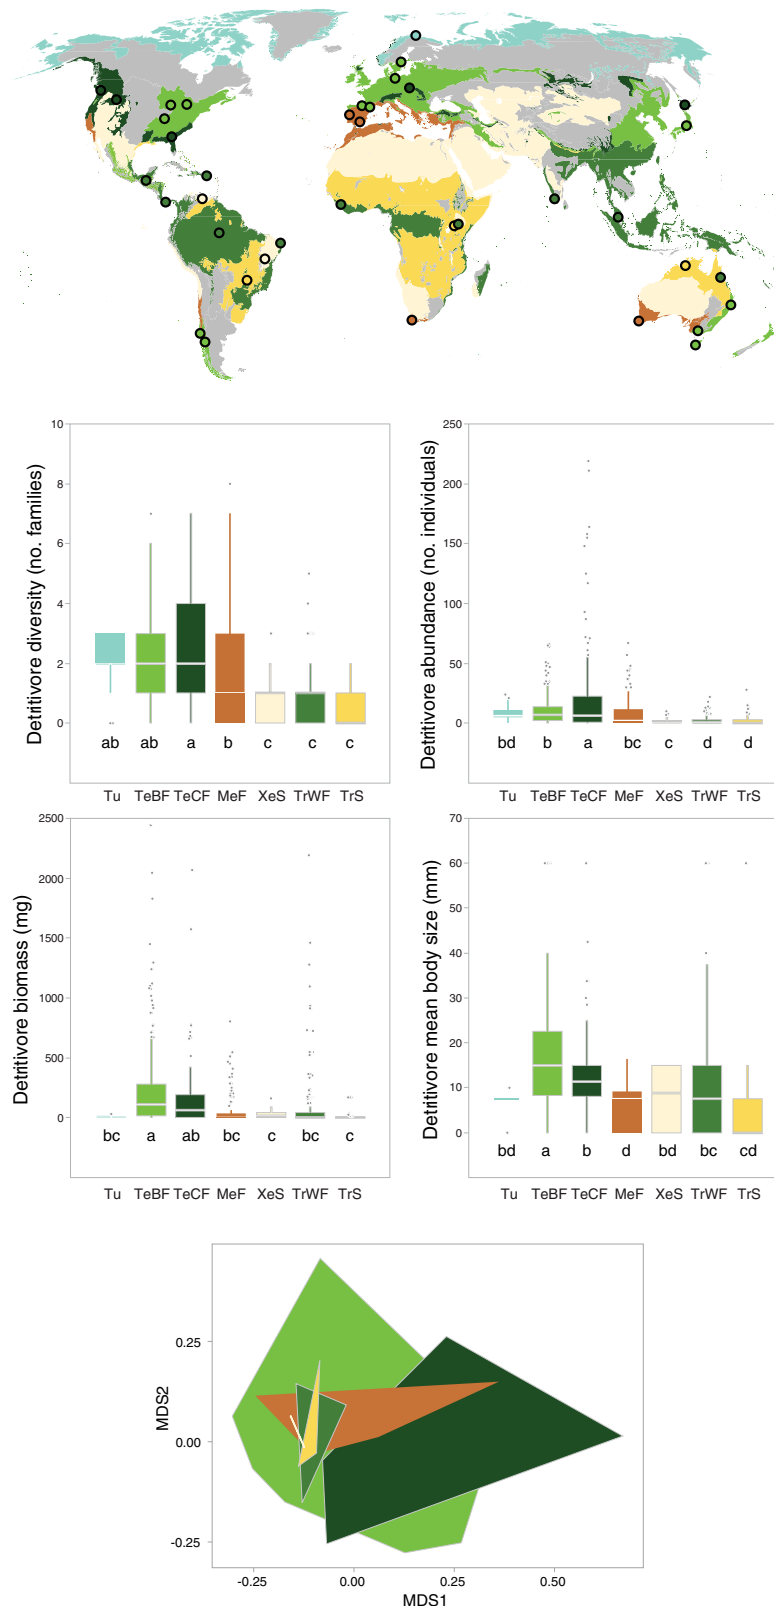 Detritivore diversity (no. families)
10
8
6
4
2
0
ab ab a b c c c
Tu TeBF TeCF MeF XeS TrWF TrS
Detritivore abundance (no. individuals)
250
200
150
100
50
0
bd b a bc c d d
Tu TeBF TeCF MeF XeS TrWF TrS
Detritivore biomass (mg)
2500
2000
1500
1000
500
0
bc a ab bc c bc c
Tu TeBF TeCF MeF XeS TrWF TrS
Detritivore mean body size (mm)
70
60
50
40
30
20
10
0
bd a b d bd bc cd
Tu TeBF TeCF MeF XeS TrWF TrS
MDS2
0.25
0.00
-0.25
-0.25 0.00 0.25 0.50
MDS1